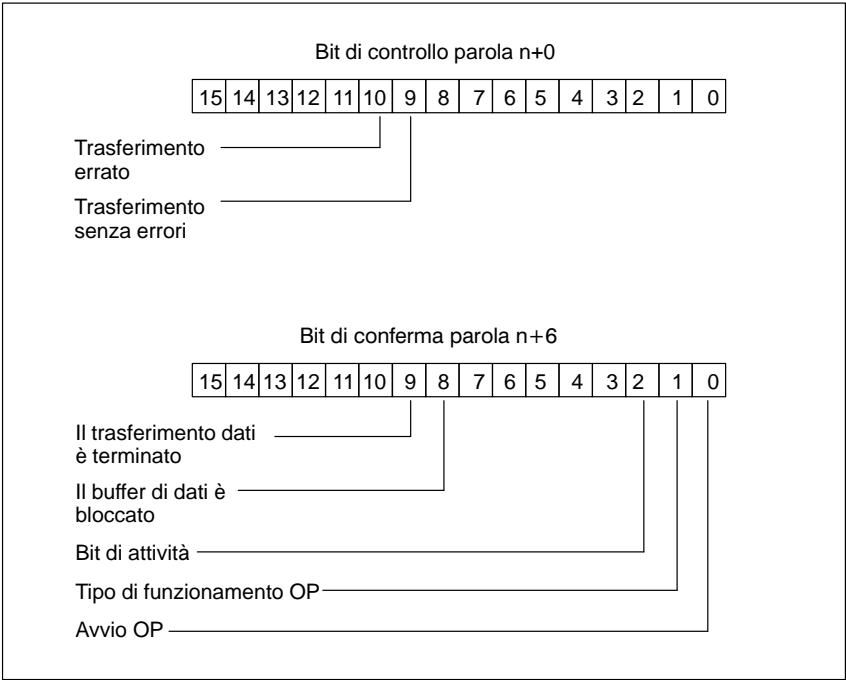 Bit di controllo parola n+0
15 14 13 12 11 10 9 8 7 6 5 4 3 2 1 0
Trasferimento
errato
Trasferimento
senza errori
Bit di conferma parola n+6
15 14 13 12 11 10 9 8 7 6 5 4 3 2 1 0
Il trasferimento dati
è terminato
Il buffer di dati è
bloccato
Bit di attività
Tipo di funzionamento OP
Avvio OP